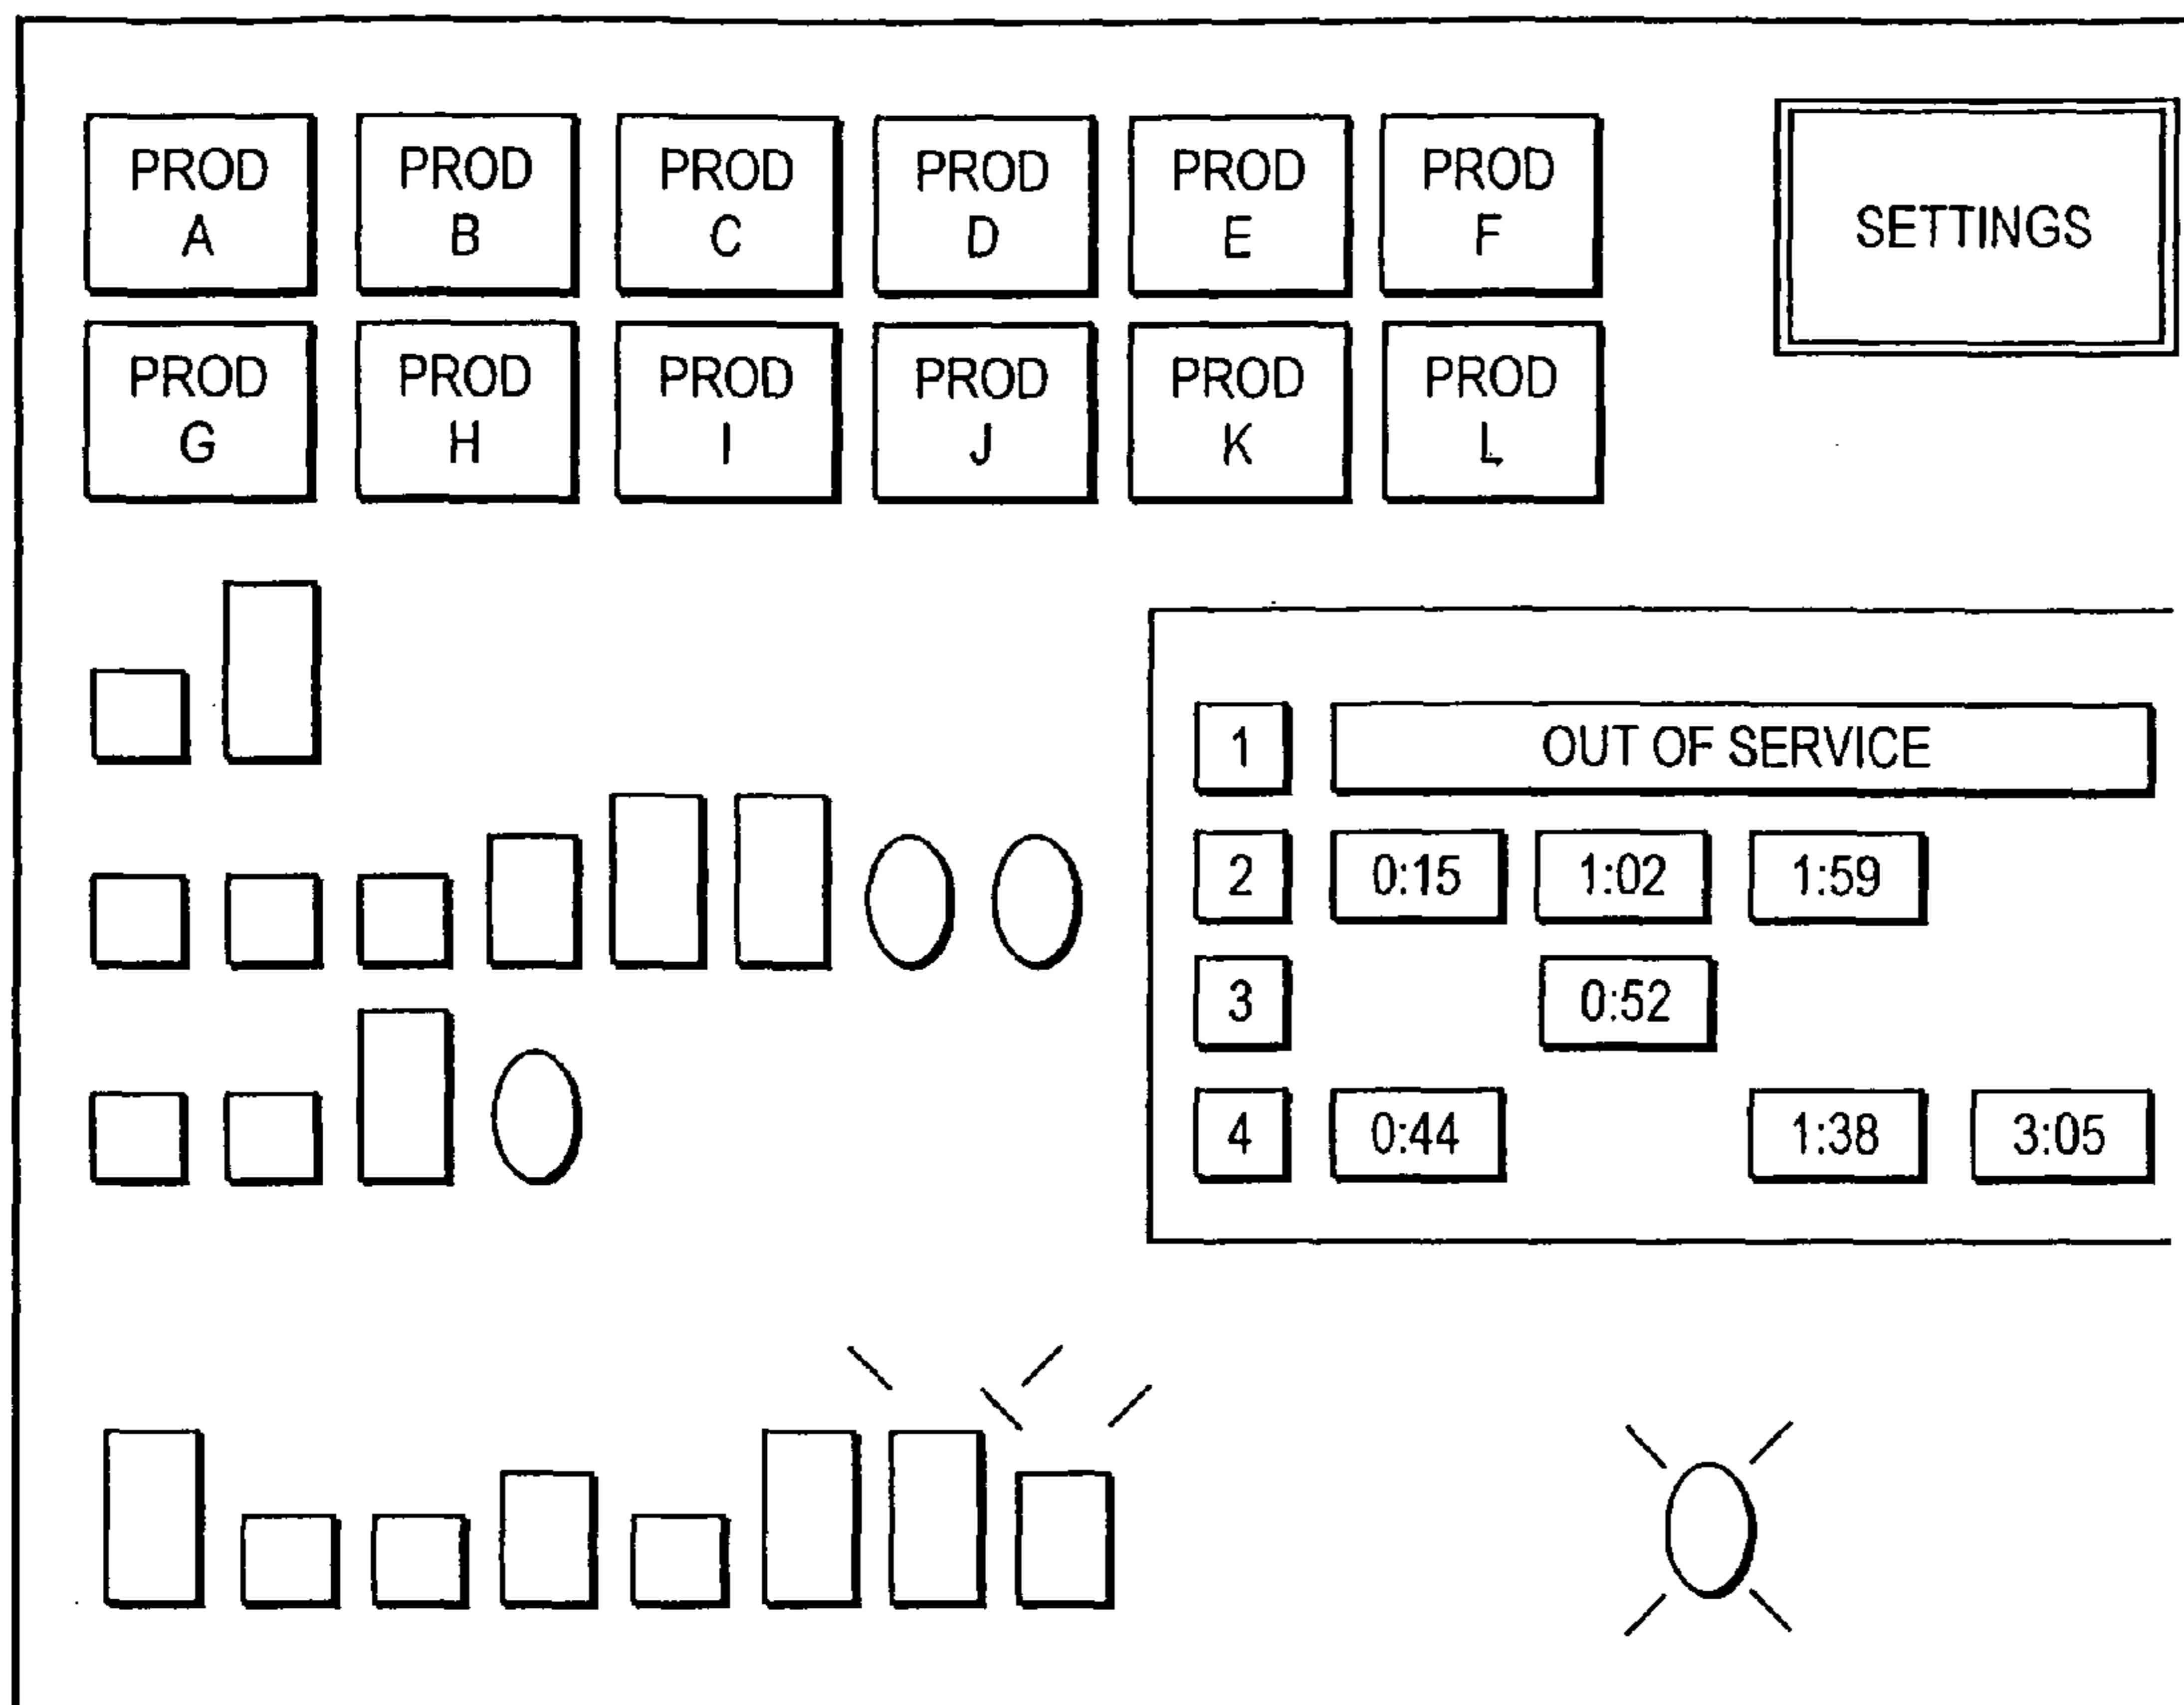 PROD A
PROD B
PROD C
PROD D
PROD E
PROD F
SETTINGS
PROD G
PROD H
PROD I
PROD J
PROD K
PROD L
1 OUT OF SERVICE
2 0:15 1:02 1:59
3 0:52
4 0:44 1:38 3:05